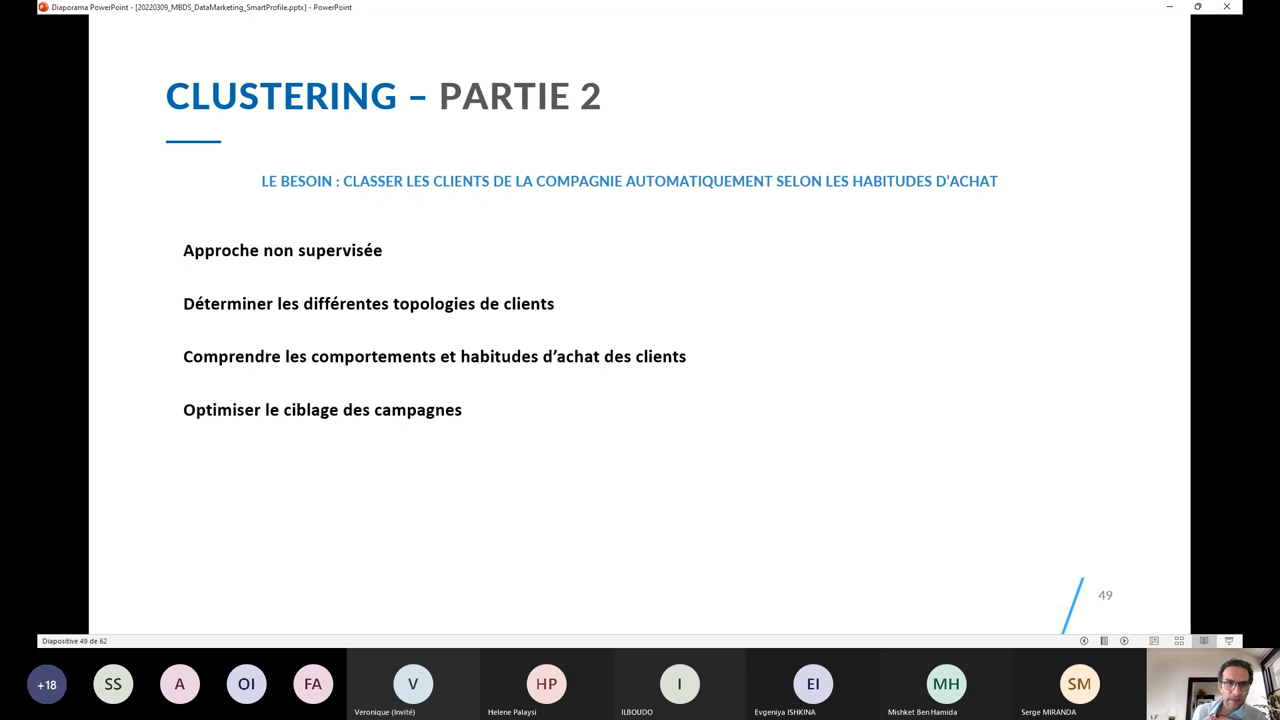 Diaporama PowerPoint - [20220309_MBDS_DataMarketing_SmartProfile.pptx] - PowerPoint
CLUSTERING – PARTIE 2
LE BESOIN : CLASSER LES CLIENTS DE LA COMPAGNIE AUTOMATIQUEMENT SELON LES HABITUDES D’ACHAT
Approche non supervisée
Déterminer les différentes topologies de clients
Comprendre les comportements et habitudes d’achat des clients
Optimiser le ciblage des campagnes
49
Diapositive 49 de 62
+18 SS A OI FA V HP I EI MH SM
Veronique (Invité) Helene Palaysi ILBOUDO Evgeniya ISHKINA Mishket Ben Hamida Serge MIRANDA